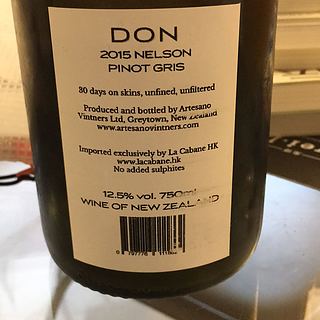 DON
2015 NELSON
PINOT GRIS
30 days on skins, unfined, unfiltered
Produced and bottled by Artesano
Vintners Ltd, Greytown, New Zealand
www.artesanovintners.com
Imported exclusively by La Cabane HK
www.lacabane.hk
No added sulphites
12.5% vol. 750ml
WINE OF NEW ZEALAND